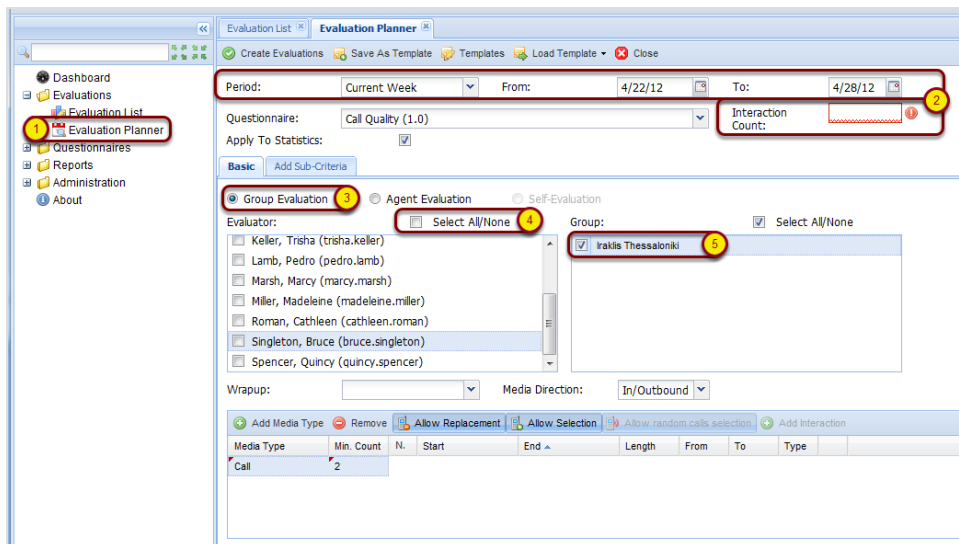 Evaluation List
Evaluation Planner
Create Evaluations Save As Template Templates Load Template Close
Dashboard
Evaluations
Evaluation List
1 Evaluation Planner
Questionnaires
Reports
Administration
About
Period: Current Week From: 4/22/12 To: 4/28/12
2
Questionnaire: Call Quality (1.0) Interaction Count:
Apply To Statistics:
Basic Add Sub-Criteria
Group Evaluation 3 Agent Evaluation Self-Evaluation
Evaluator: Select All/None 4 Group: Select All/None
Keller, Trisha (trisha.keller)
Iraklis Thessaloniki 5
Lamb, Pedro (pedro.lamb)
Marsh, Marcy (marcy.marsh)
Miller, Madeleine (madeleine.miller)
Roman, Cathleen (cathleen.roman)
Singleton, Bruce (bruce.singleton)
Spencer, Quincy (quincy.spencer)
Wrapup: Media Direction: In/Outbound
Add Media Type Remove Allow Replacement Allow Selection Allow random calls selection Add Interaction
Media Type Min. Count N. Start End Length From To Type
Call 2